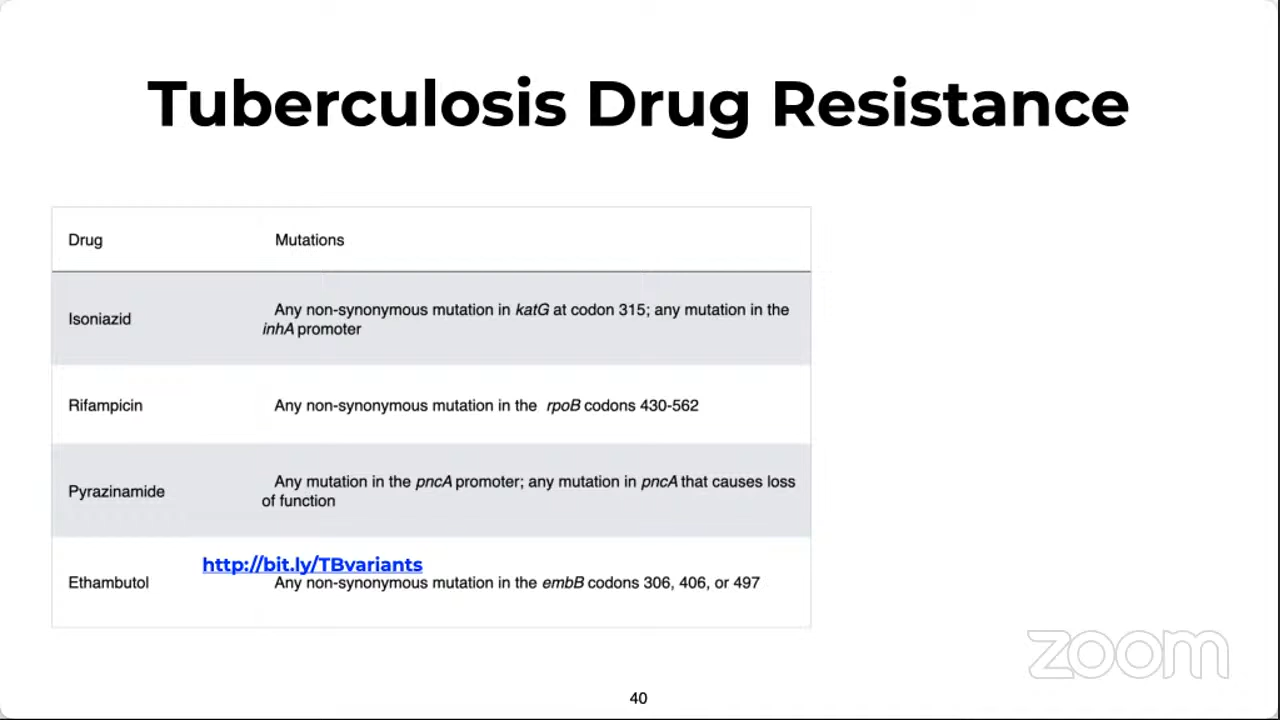 Tuberculosis Drug Resistance
Drug Mutations
Isoniazid Any non-synonymous mutation in katG at codon 315; any mutation in the
inhA promoter
Rifampicin Any non-synonymous mutation in the rpoB codons 430-562
Pyrazinamide Any mutation in the pncA promoter; any mutation in pncA that causes loss
of function
http://bit.ly/TBvariants
Ethambutol Any non-synonymous mutation in the embB codons 306, 406, or 497
zoom
40